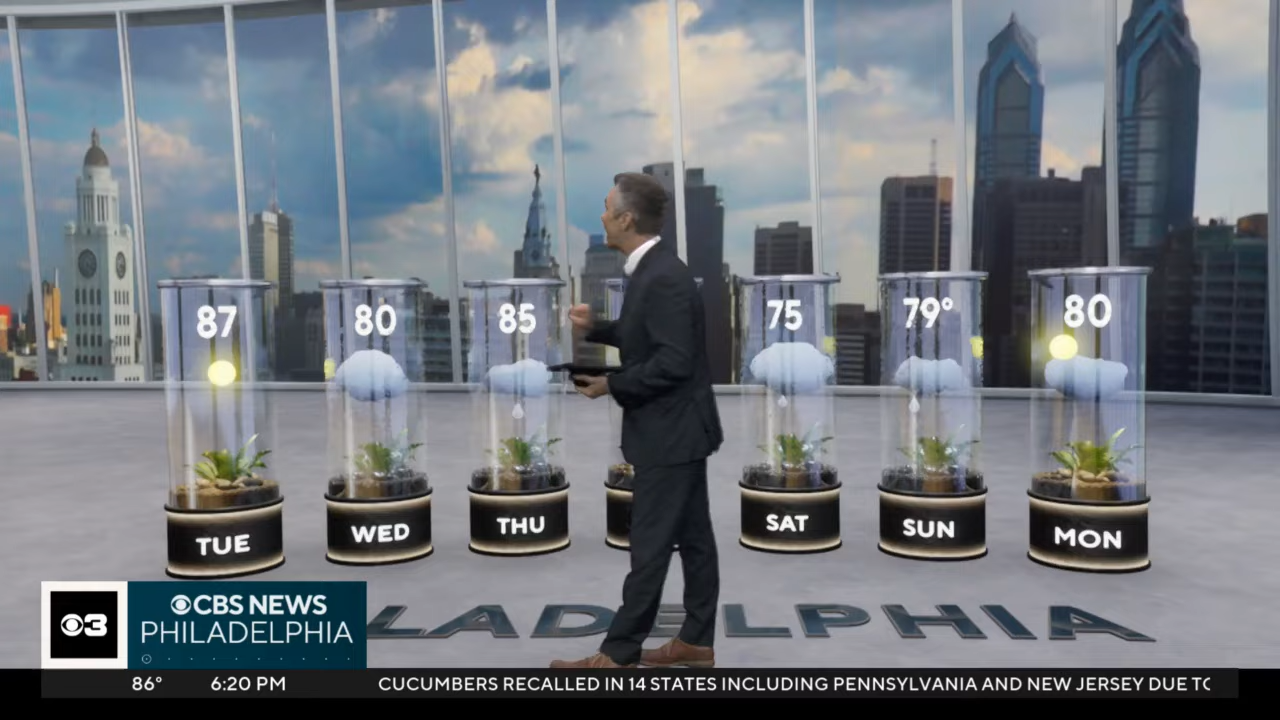 87
80
85
75
79°
80
TUE
WED
THU
SAT
SUN
MON
LADELPHIA
3
CBS NEWS
PHILADELPHIA
86° 6:20 PM CUCUMBERS RECALLED IN 14 STATES INCLUDING PENNSYLVANIA AND NEW JERSEY DUE TO